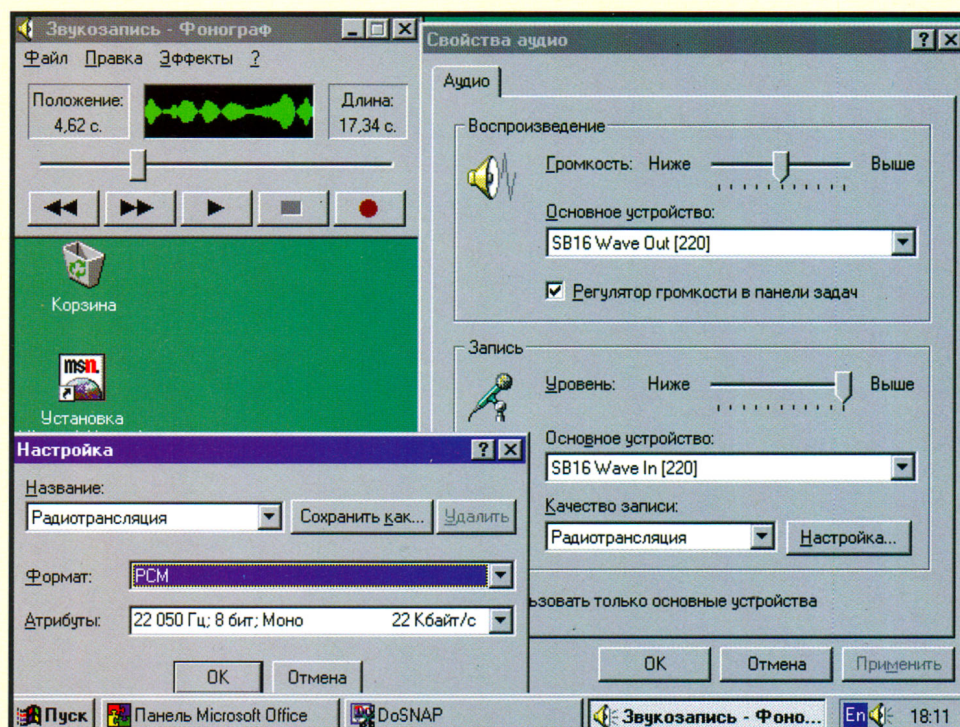 Звукозапись - Фонограф
Файл Правка Эффекты ?
Положение:
4,62 с.
Длина:
17,34 с.
Корзина
msn.
Установка
Свойства аудио
Аудио
Воспроизведение
Громкость: Ниже Выше
Основное устройство:
SB16 Wave Out [220]
Регулятор громкости в панели задач
Запись
Уровень: Ниже Выше
Основное устройство:
SB16 Wave In [220]
Качество записи:
Радиотрансляция Настройка...
ьзовать только основные устройства
OK Отмена Применить
Настройка
Название:
Радиотрансляция Сохранить как... Удалить
Формат: PCM
Атрибуты: 22 050 Гц; 8 бит; Моно 22 Кбайт/с
OK Отмена
Пуск Панель Microsoft Office DoSNAP Звукозапись - Фоно... En 18:11